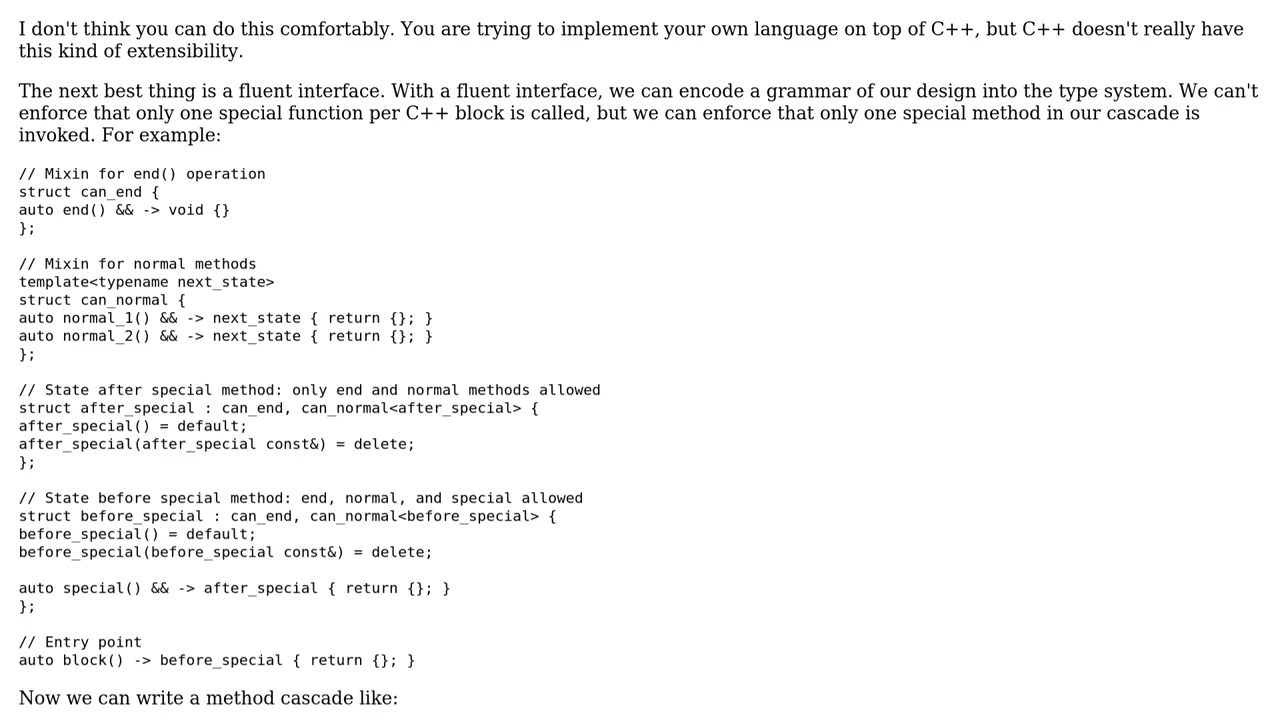 I don't think you can do this comfortably. You are trying to implement your own language on top of C++, but C++ doesn't really have
this kind of extensibility.
The next best thing is a fluent interface. With a fluent interface, we can encode a grammar of our design into the type system. We can't
enforce that only one special function per C++ block is called, but we can enforce that only one special method in our cascade is
invoked. For example:
// Mixin for end() operation
struct can_end {
auto end() && -> void {}
};
// Mixin for normal methods
template<typename next_state>
struct can_normal {
auto normal_1() && -> next_state { return {}; }
auto normal_2() && -> next_state { return {}; }
};
// State after special method: only end and normal methods allowed
struct after_special : can_end, can_normal<after_special> {
after_special() = default;
after_special(after_special const&) = delete;
};
// State before special method: end, normal, and special allowed
struct before_special : can_end, can_normal<before_special> {
before_special() = default;
before_special(before_special const&) = delete;
auto special() && -> after_special { return {}; }
};
// Entry point
auto block() -> before_special { return {}; }
Now we can write a method cascade like: